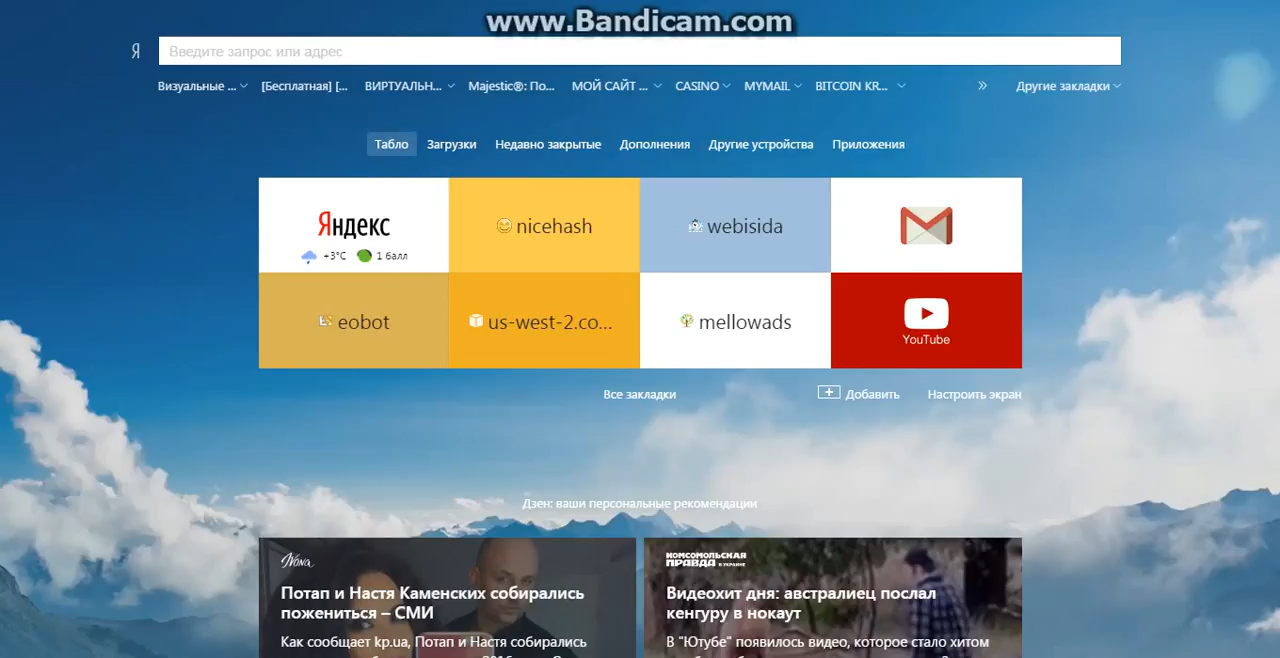 www.Bandicam.com
Я
Введите запрос или адрес
Визуальные ... [Бесплатная] [... ВИРТУАЛЬН... Majestic®: По... МОЙ САЙТ ... CASINO MYMAIL BITCOIN KR... » Другие закладки
Табло Загрузки Недавно закрытые Дополнения Другие устройства Приложения
Яндекс
+3°C 1 балл
nicehash
webisida
eobot
us-west-2.co...
mellowads
YouTube
Все закладки
Добавить
Настроить экран
Дзен: ваши персональные рекомендации
Ivona
Потап и Настя Каменских собирались
пожениться – СМИ
Как сообщает kp.ua, Потап и Настя собирались
КОМСОМОЛЬСКАЯ
ПРАВДА В УКРАИНЕ
Видеохит дня: австралиец послал
кенгуру в нокаут
В "Ютубе" появилось видео, которое стало хитом